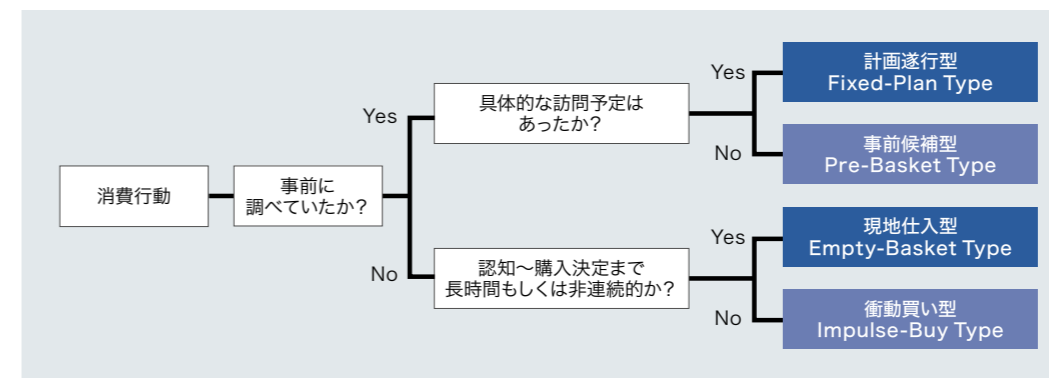 消費行動
事前に
調べていたか?
Yes
具体的な訪問予定は
あったか?
Yes
計画遂行型
Fixed-Plan Type
No
事前候補型
Pre-Basket Type
No
認知～購入決定まで
長時間もしくは非連続的か?
Yes
現地仕入型
Empty-Basket Type
No
衝動買い型
Impulse-Buy Type